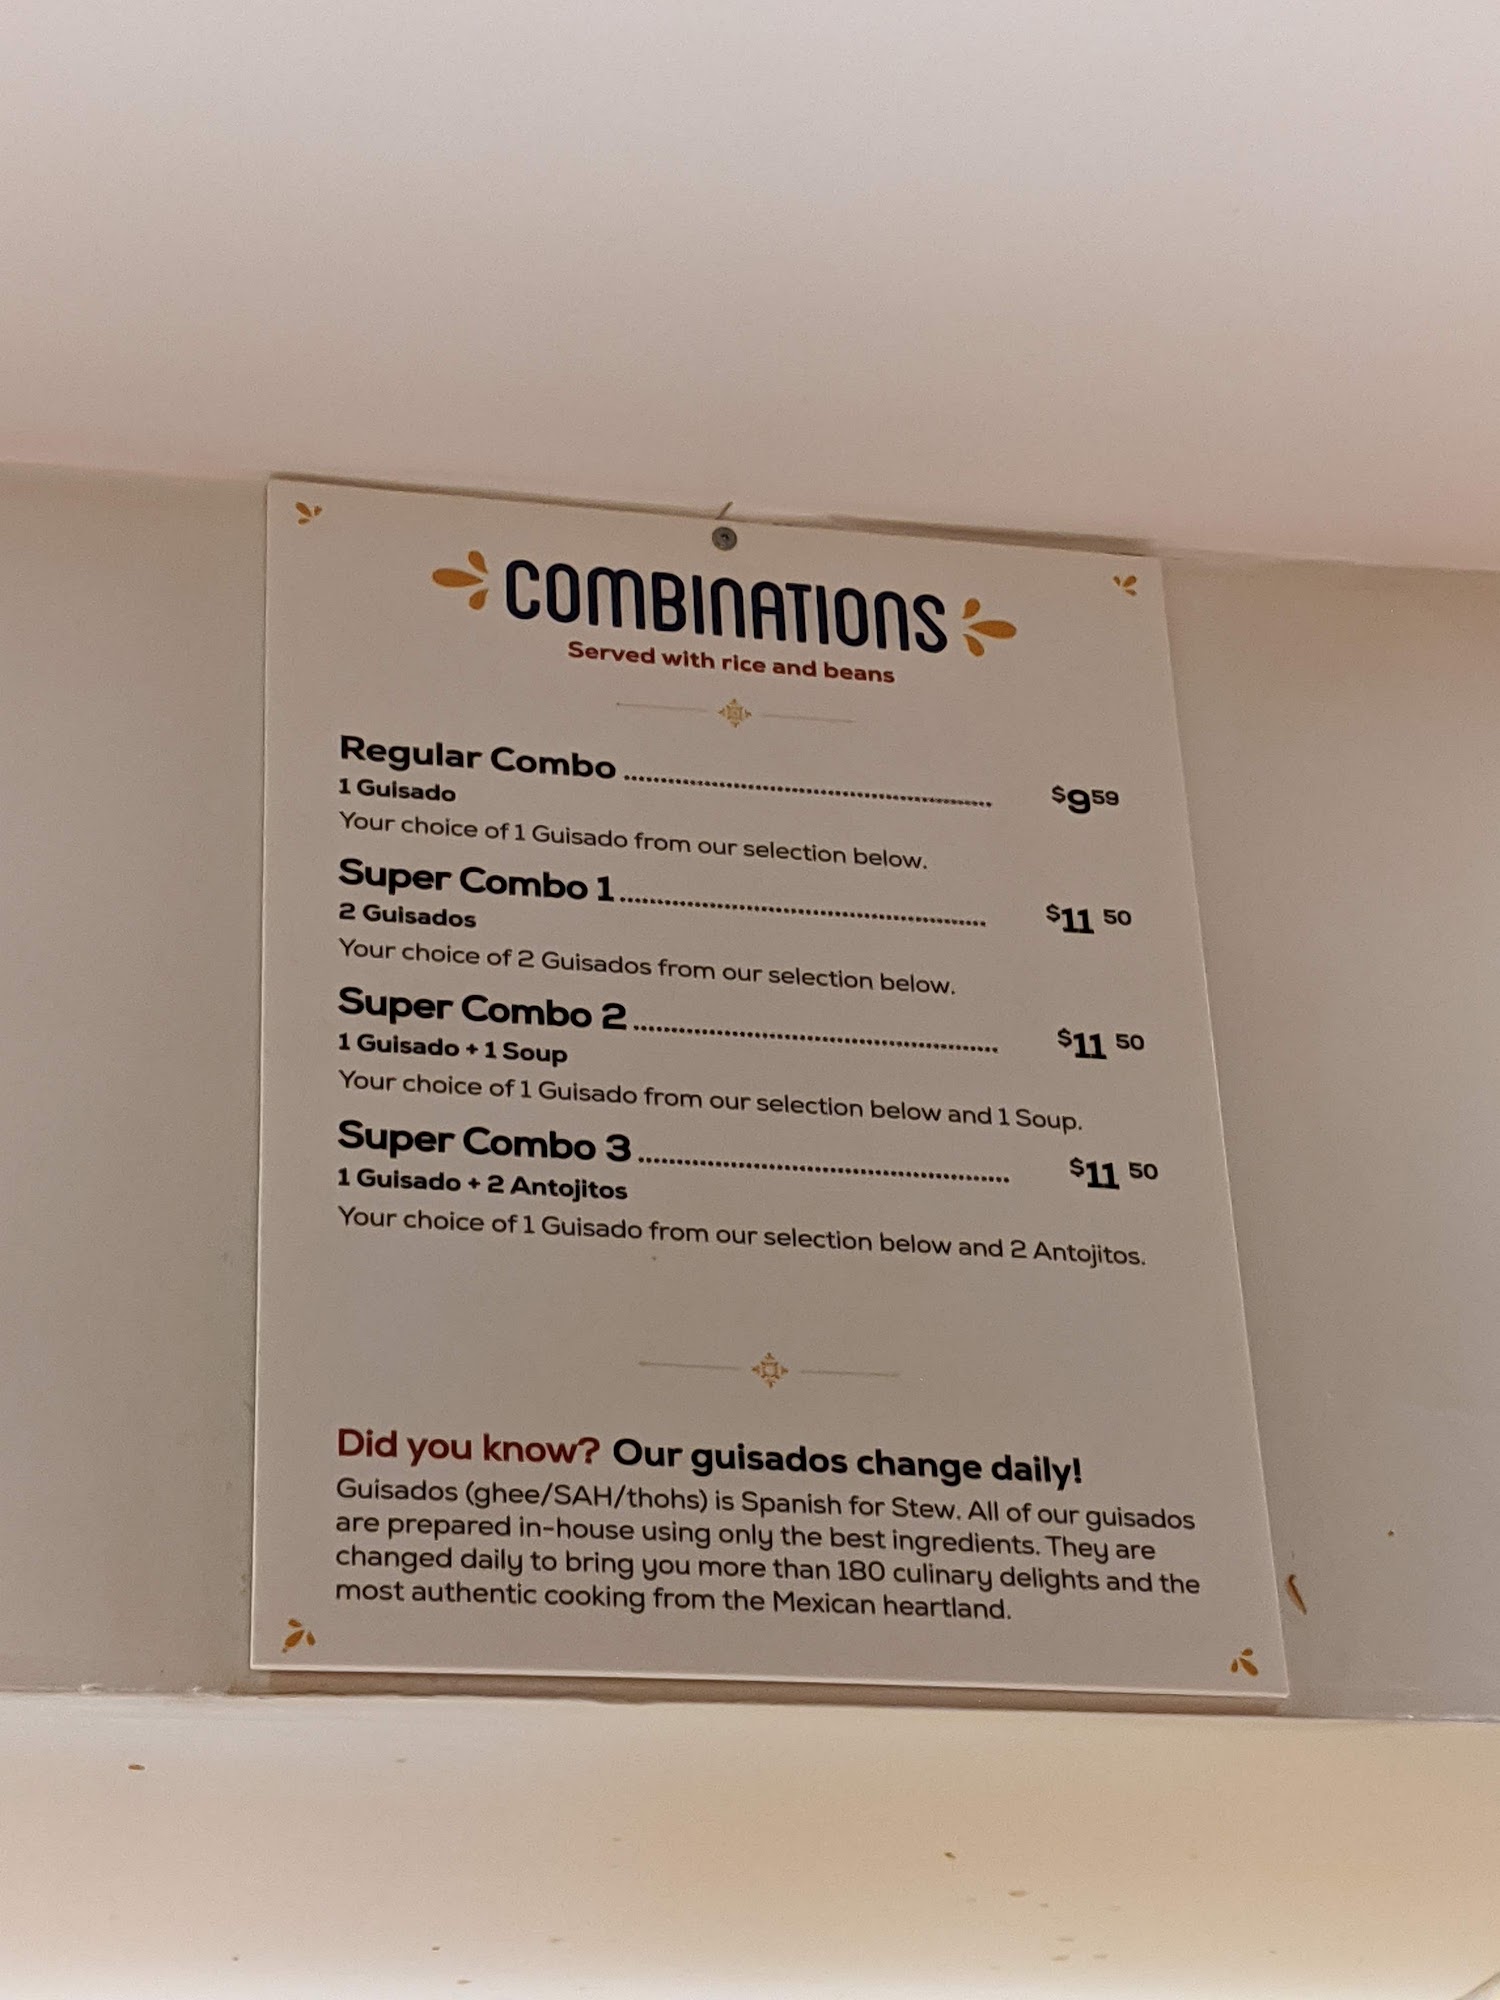 COMBINATIONS
Served with rice and beans
Regular Combo ........................................ $9 59
1 Guisado
Your choice of 1 Guisado from our selection below.
Super Combo 1 ........................................ $11 50
2 Guisados
Your choice of 2 Guisados from our selection below.
Super Combo 2 ........................................ $11 50
1 Guisado + 1 Soup
Your choice of 1 Guisado from our selection below and 1 Soup.
Super Combo 3 ........................................ $11 50
1 Guisado + 2 Antojitos
Your choice of 1 Guisado from our selection below and 2 Antojitos.
Did you know? Our guisados change daily!
Guisados (ghee/SAH/thohs) is Spanish for Stew. All of our guisados
are prepared in-house using only the best ingredients. They are
changed daily to bring you more than 180 culinary delights and the
most authentic cooking from the Mexican heartland.